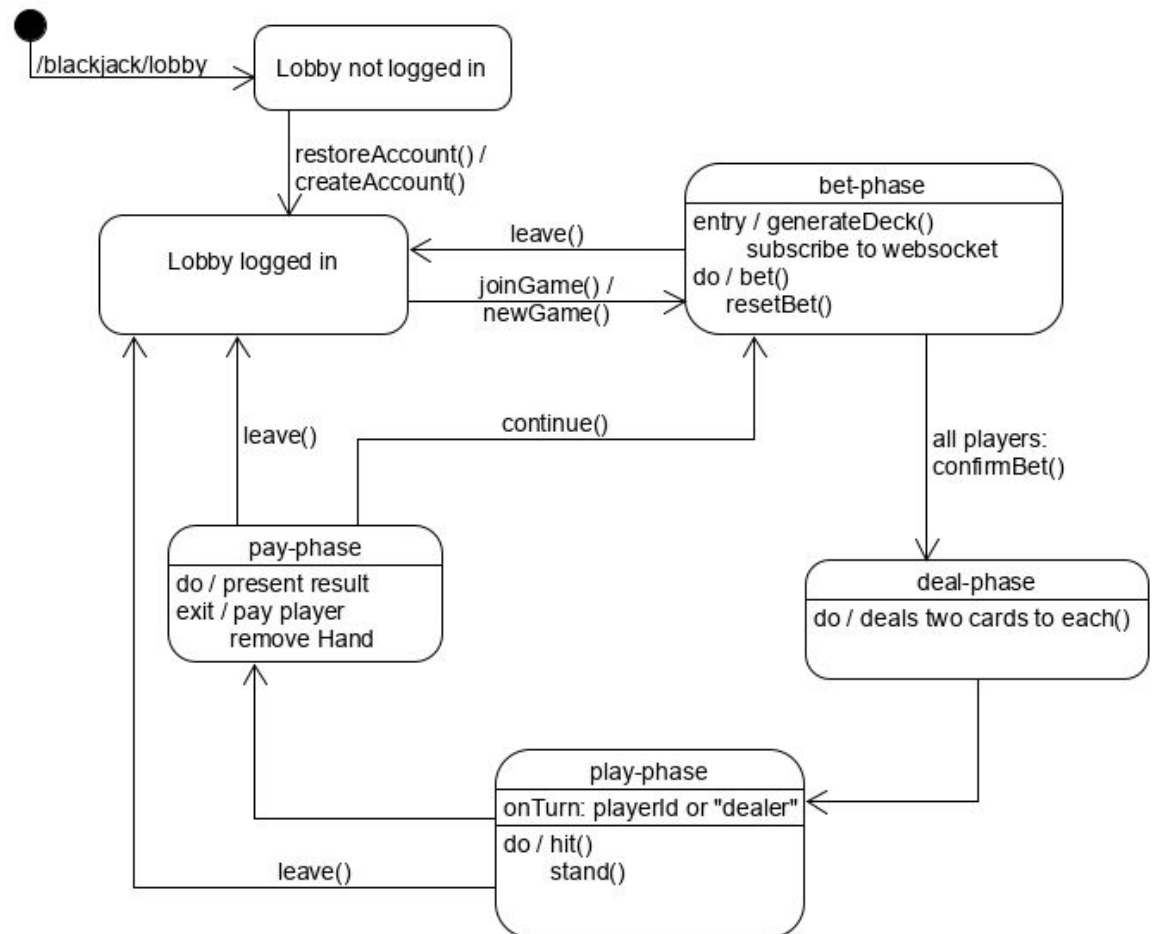 /blackjack/lobby
Lobby not logged in
restoreAccount() /
createAccount()
bet-phase
entry / generateDeck()
subscribe to websocket
do / bet()
resetBet()
leave()
Lobby logged in
joinGame() /
newGame()
leave()
continue()
all players:
confirmBet()
pay-phase
do / present result
exit / pay player
remove Hand
deal-phase
do / deals two cards to each()
play-phase
onTurn: playerId or "dealer"
do / hit()
stand()
leave()